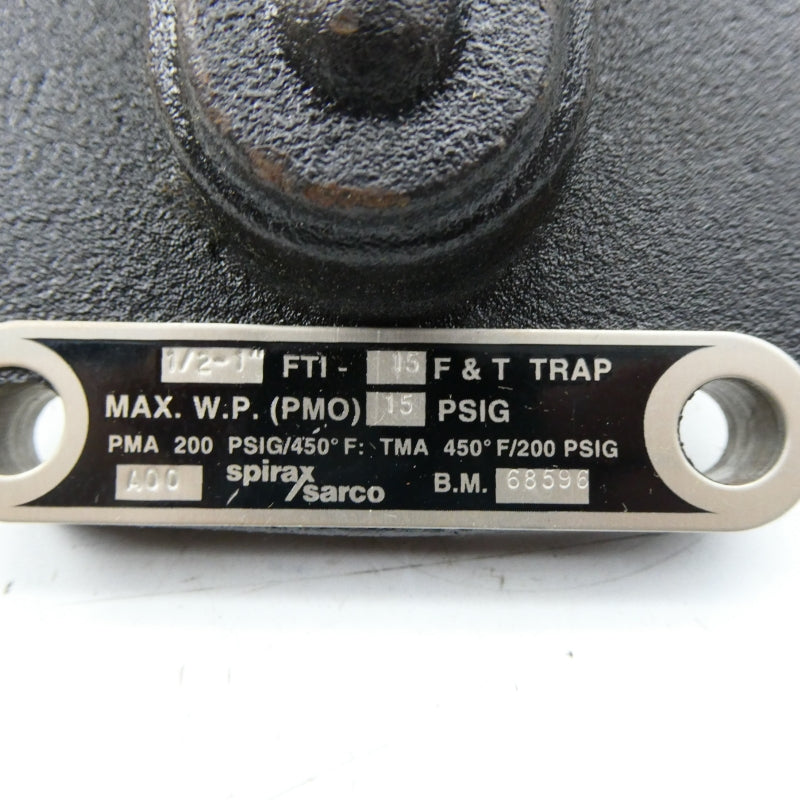 1/2-1" FTI - 15 F & T TRAP
MAX. W.P. (PMO) 15 PSIG
PMA 200 PSIG/450° F: TMA 450° F/200 PSIG
A00 spirax/sarco B.M. 68596